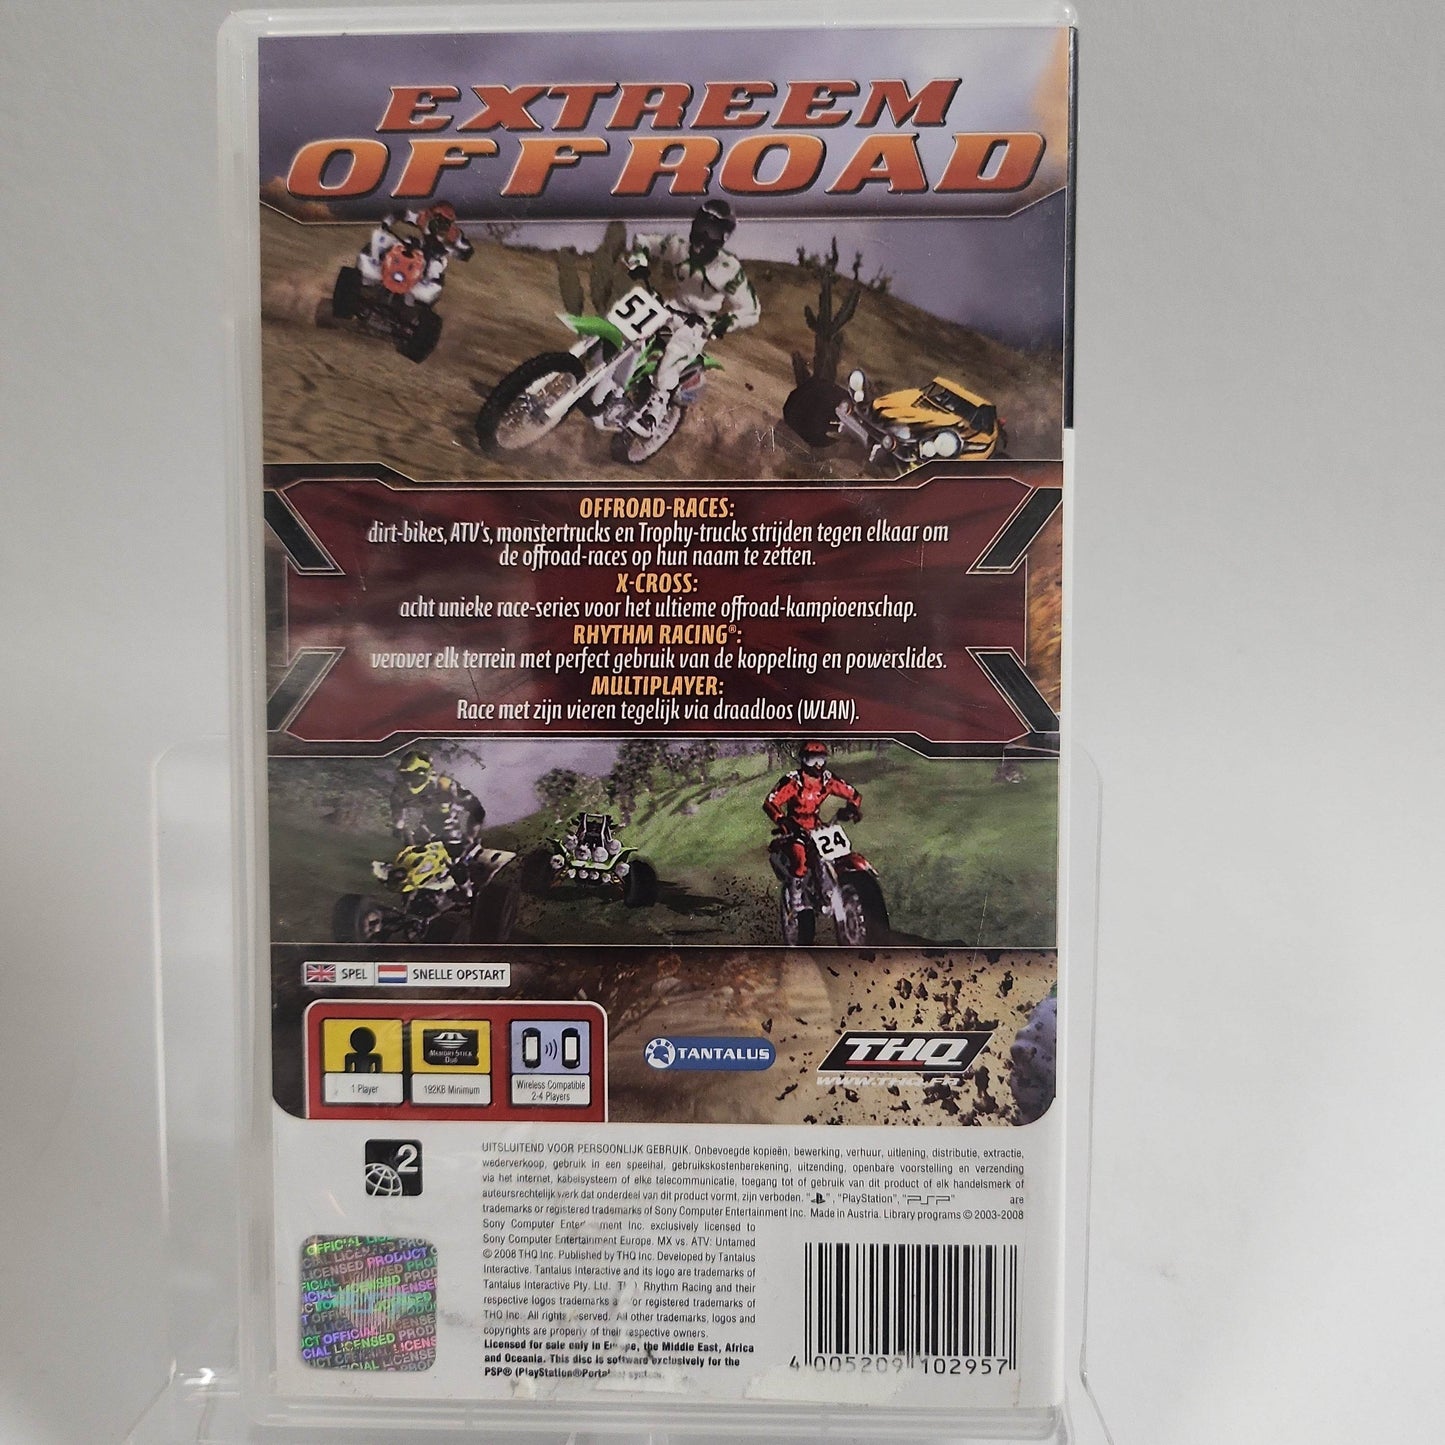 EXTREEM
OFFROAD
51
OFFROAD-RACES:
dirt-bikes, ATV's, monstertrucks en Trophy-trucks strijden tegen elkaar om
de offroad-races op hun naam te zetten.
X-CROSS:
acht unieke race-series voor het ultieme offroad-kampioenschap.
RHYTHM RACING®:
verover elk terrein met perfect gebruik van de koppeling en powerslides.
MULTIPLAYER:
Race met zijn vieren tegelijk via draadloos (WLAN).
24
SPEL SNELLE OPSTART
MEMORY STICK
DUO
1 Player
192KB Minimum
Wireless Compatible
2-4 Players
TANTALUS
THQ
WWW.THQ.FR
2
UITSLUITEND VOOR PERSOONLIJK GEBRUIK. Onbevoegde kopieën, bewerking, verhuur, uitlening, distributie, extractie,
wederverkoop, gebruik in een speelhal, gebruikskostenberekening, uitzending, openbare voorstelling en verzending
via het internet, kabelsysteem of elke telecommunicatie, toegang tot of gebruik van dit product of elk handelsmerk of
auteursrechtelijk werk dat onderdeel van dit product vormt, zijn verboden. " ", "PlayStation", "PSP" are
trademarks or registered trademarks of Sony Computer Entertainment Inc. Made in Austria. Library programs © 2003-2008
Sony Computer Inc. exclusively licensed to
Sony Computer Entertainment Europe. MX vs. ATV: Untamed
© 2008 THQ Inc. Published by THQ Inc. Developed by Tantalus
Interactive. Tantalus Interactive and its logo are trademarks of
Tantalus Interactive Pty. Ltd. Rhythm Racing and their
respective logos trademarks or registered trademarks of
THQ Inc. All rights All other trademarks, logos and
copyrights are property of their respective owners.
Licensed for sale only in the Middle East, Africa
and Oceania. This disc is software exclusively for the
PSP® system.
OFFICIAL LICENSED PRODUCT
4 005209 102957